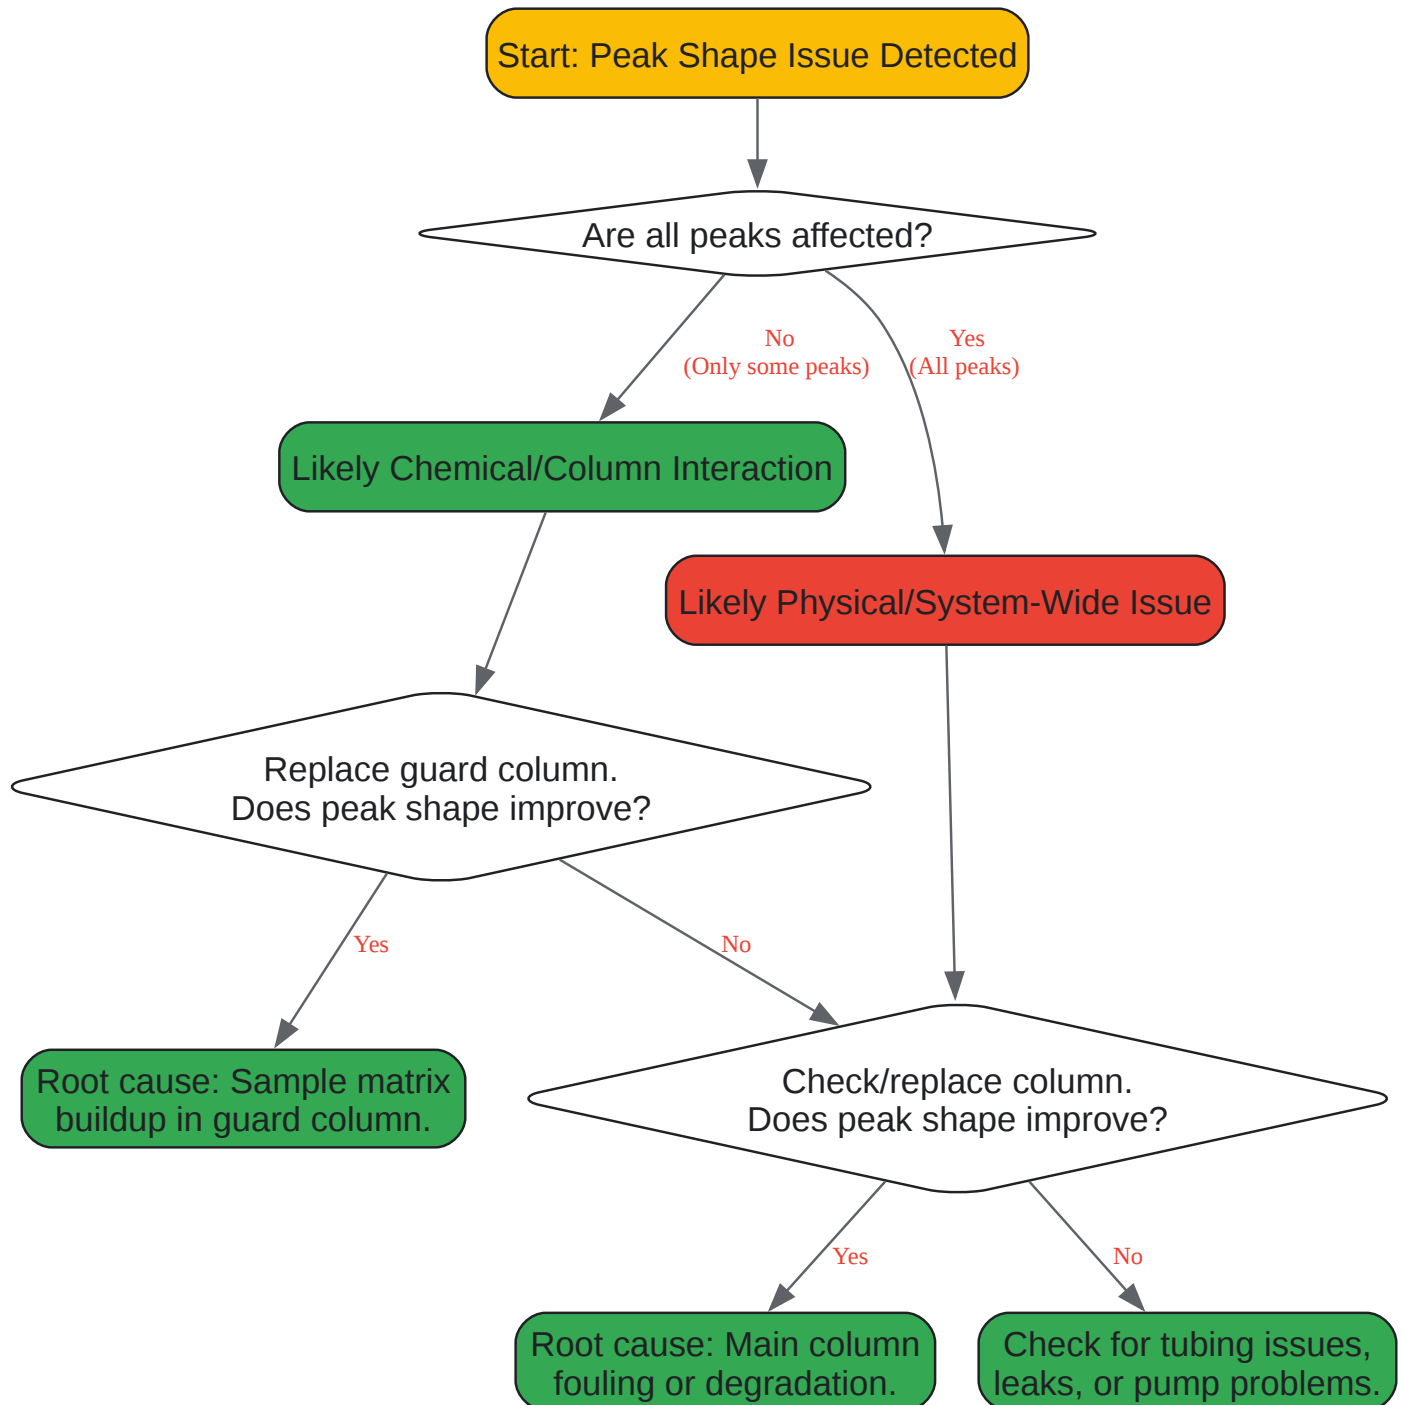 Start: Peak Shape Issue Detected
Are all peaks affected?
No
(Only some peaks)
Yes
(All peaks)
Likely Chemical/Column Interaction
Likely Physical/System-Wide Issue
Replace guard column.
Does peak shape improve?
Yes
No
Root cause: Sample matrix
buildup in guard column.
Check/replace column.
Does peak shape improve?
Yes
No
Root cause: Main column
fouling or degradation.
Check for tubing issues,
leaks, or pump problems.